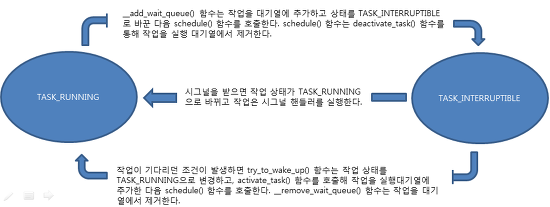 __add_wait_queue() 함수는 작업을 대기열에 추가하고 상태를 TASK_INTERRUPTIBLE
로 바꾼 다음 schedule() 함수를 호출한다. schedule() 함수는 deactivate_task() 함수를
통해 작업을 실행 대기열에서 제거한다.
TASK_RUNNING
시그널을 받으면 작업 상태가 TASK_RUNNING
으로 바뀌고 작업은 시그널 핸들러를 실행한다.
TASK_INTERRUPTIBLE
작업이 기다리던 조건이 발생하면 try_to_wake_up() 함수는 작업 상태를
TASK_RUNNING으로 변경하고, activate_task() 함수를 호출해 작업을 실행대기열에
추가한 다음 schedule() 함수를 호출한다. __remove_wait_queue() 함수는 작업을 대기
열에서 제거한다.